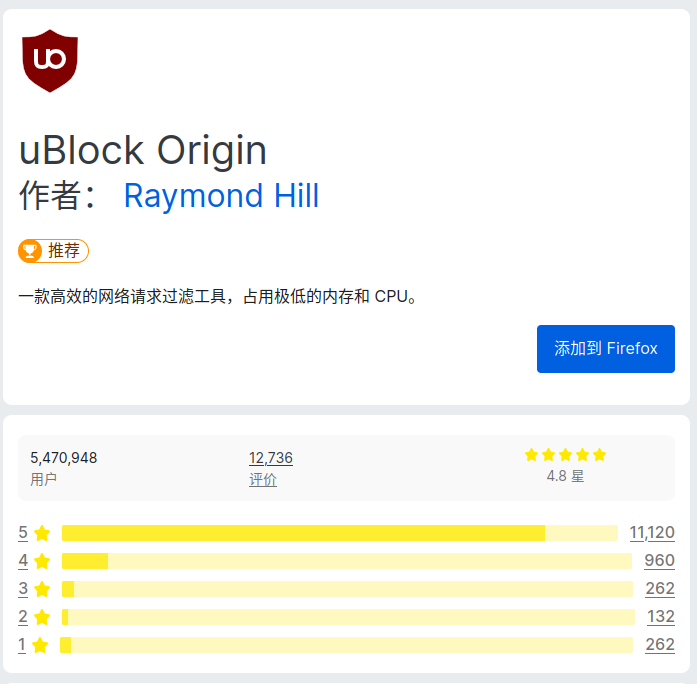 uo
uBlock Origin
作者： Raymond Hill
推荐
一款高效的网络请求过滤工具，占用极低的内存和 CPU。
添加到 Firefox
5,470,948
用户
12,736
评价
4.8 星
5 11,120
4 960
3 262
2 132
1 262